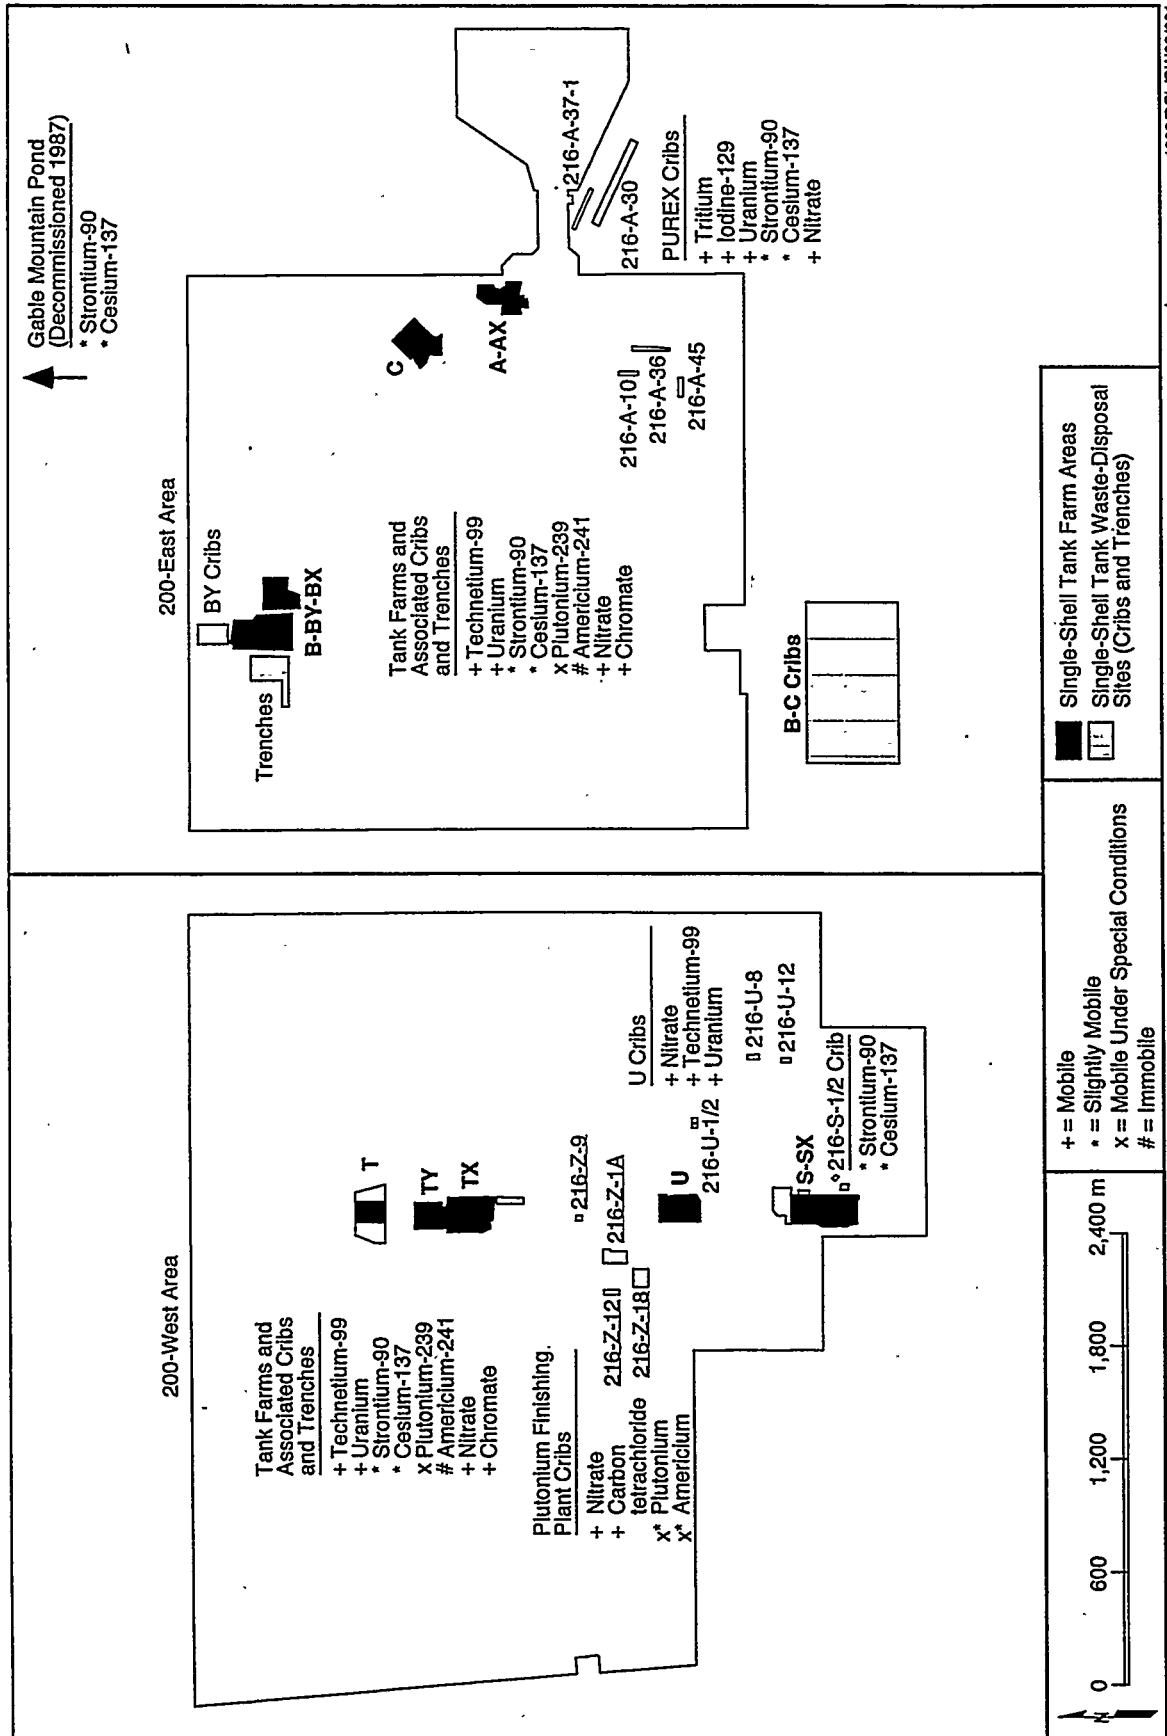 200-West Area
Tank Farms and
Associated Cribs
and Trenches
+ Technetium-99
+ Uranium
* Strontium-90
* Cesium-137
x Plutonium-239
# Americium-241
+ Nitrate
+ Chromate
T
TY
TX
Plutonium Finishing
Plant Cribs
+ Nitrate
+ Carbon
tetrachloride
x* Plutonium
x* Americium
216-Z-9
216-Z-1A
216-Z-12
216-Z-18
U
216-U-1/2
U Cribs
+ Nitrate
+ Technetium-99
+ Uranium
216-U-8
216-U-12
S-SX
216-S-1/2 Crib
* Strontium-90
* Cesium-137
200-East Area
Gable Mountain Pond
(Decommissioned 1987)
* Strontium-90
* Cesium-137
BY Cribs
Trenches
B-BY-BX
C
A-AX
Tank Farms and
Associated Cribs
and Trenches
+ Technetium-99
+ Uranium
* Strontium-90
* Cesium-137
x Plutonium-239
# Americium-241
+ Nitrate
+ Chromate
216-A-10
216-A-36
216-A-45
216-A-37-1
216-A-30
PUREX Cribs
+ Tritium
+ Iodine-129
+ Uranium
* Strontium-90
* Cesium-137
+ Nitrate
B-C Cribs
N
0 600 1,200 1,800 2,400 m
+ = Mobile
* = Slightly Mobile
x = Mobile Under Special Conditions
# = Immobile
Single-Shell Tank Farm Areas
Single-Shell Tank Waste-Disposal
Sites (Cribs and Trenches)